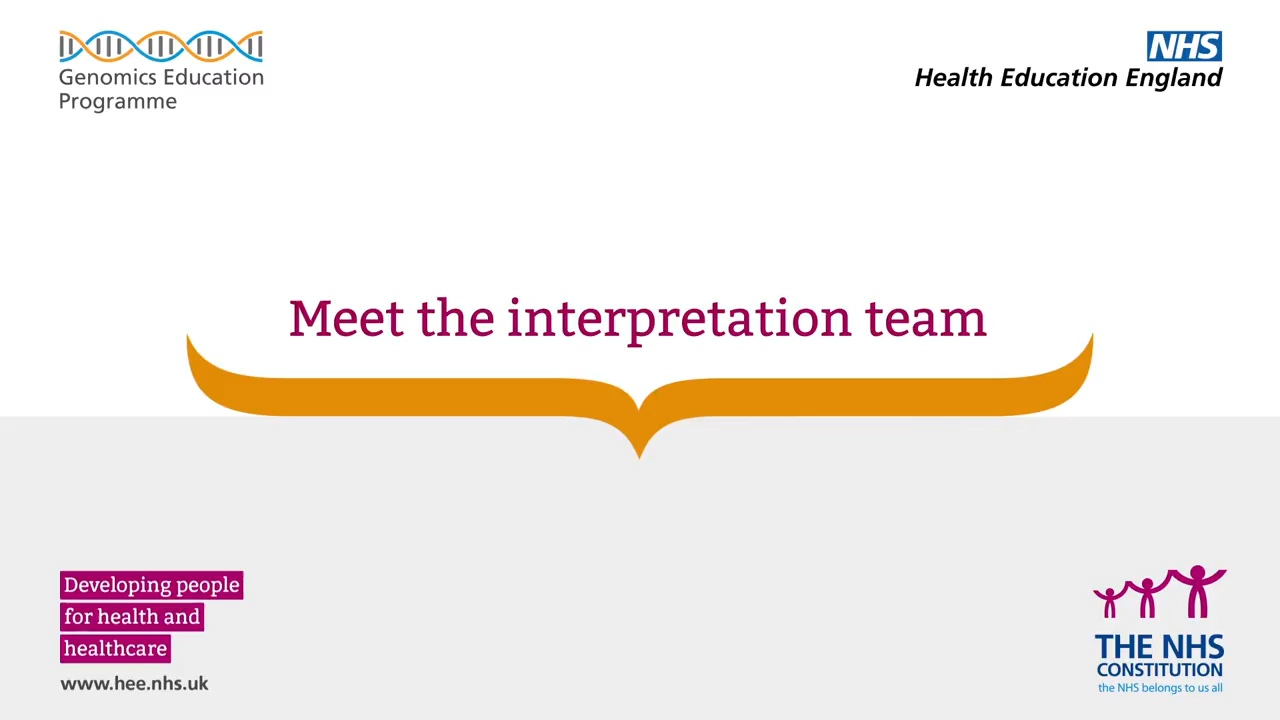 Genomics Education
Programme
NHS
Health Education England
Meet the interpretation team
Developing people
for health and
healthcare
www.hee.nhs.uk
THE NHS
CONSTITUTION
the NHS belongs to us all